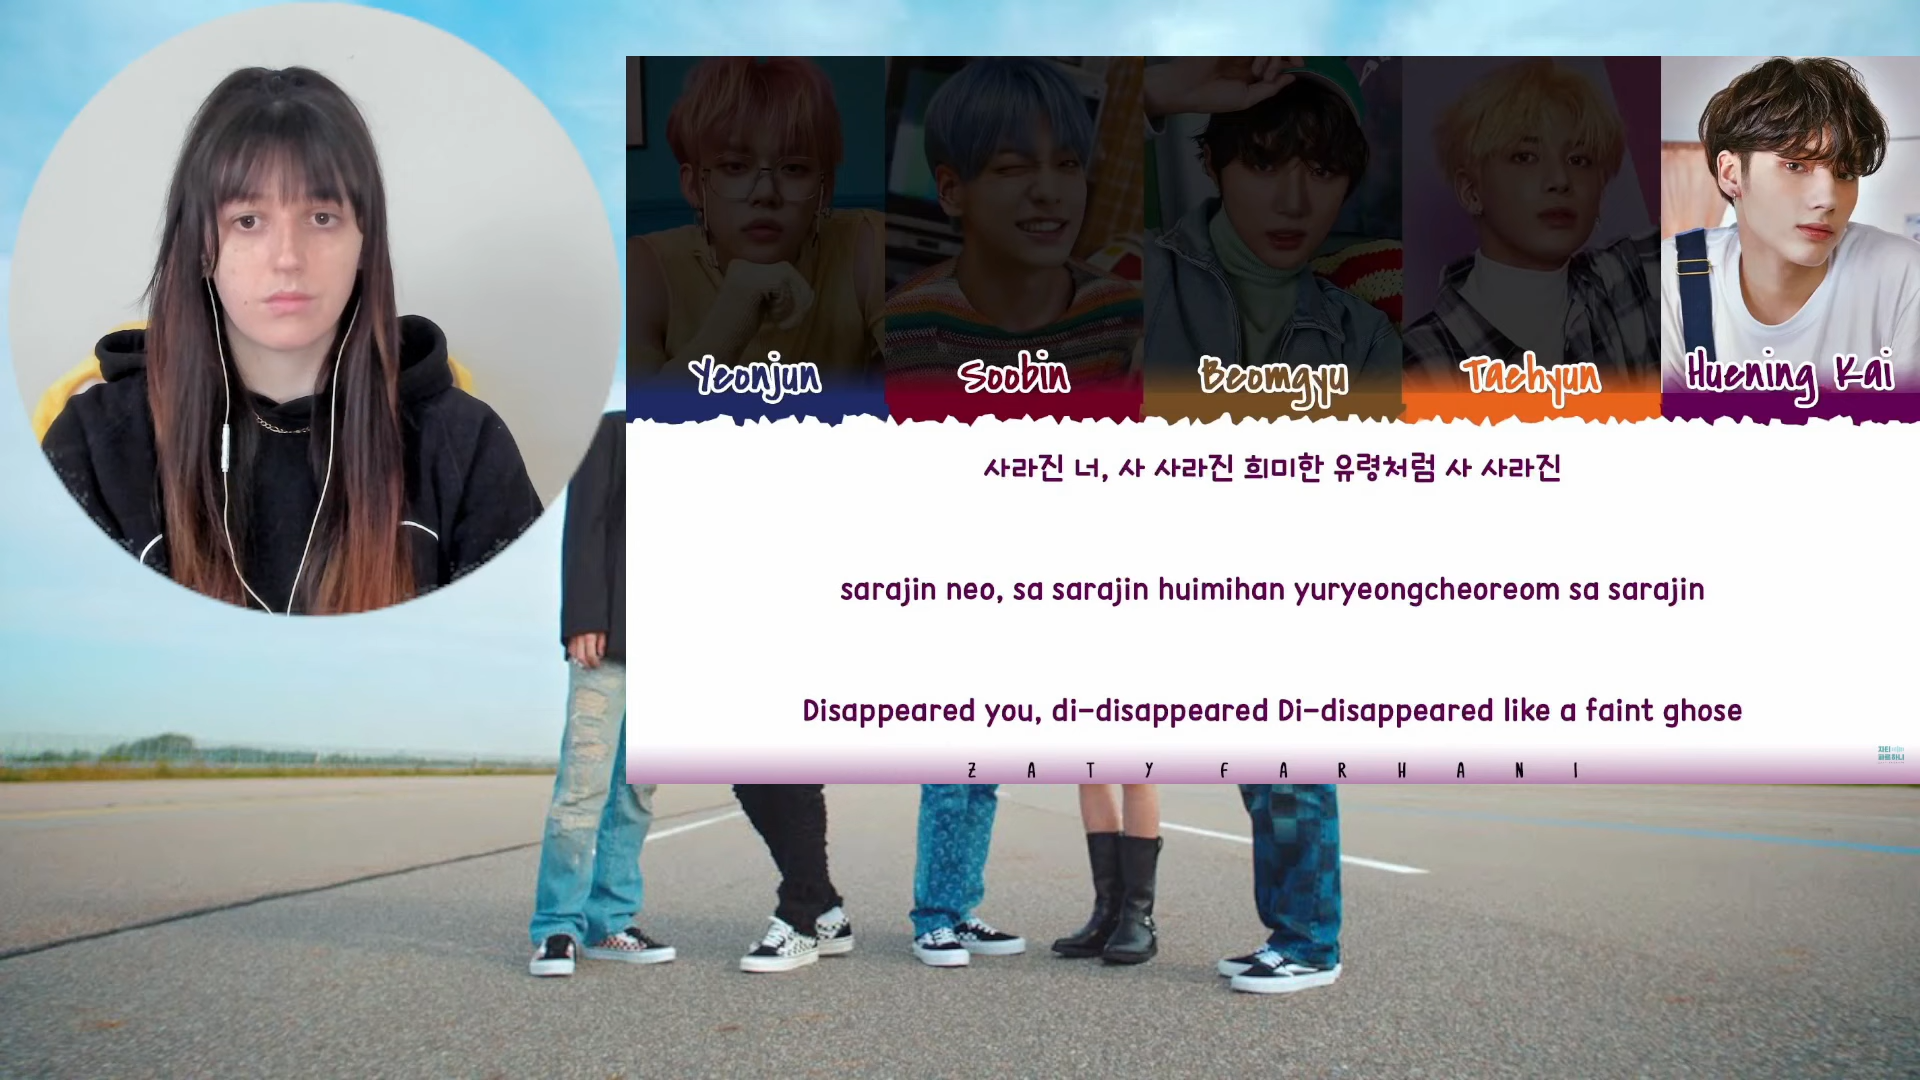 Yeonjun
Soobin
Beomgyu
Taehyun
Huening Kai
사라진 너, 사 사라진 희미한 유령처럼 사 사라진
sarajin neo, sa sarajin huimihan yuryeongcheoreom sa sarajin
Disappeared you, di-disappeared Di-disappeared like a faint ghose
ZATY FARHANI